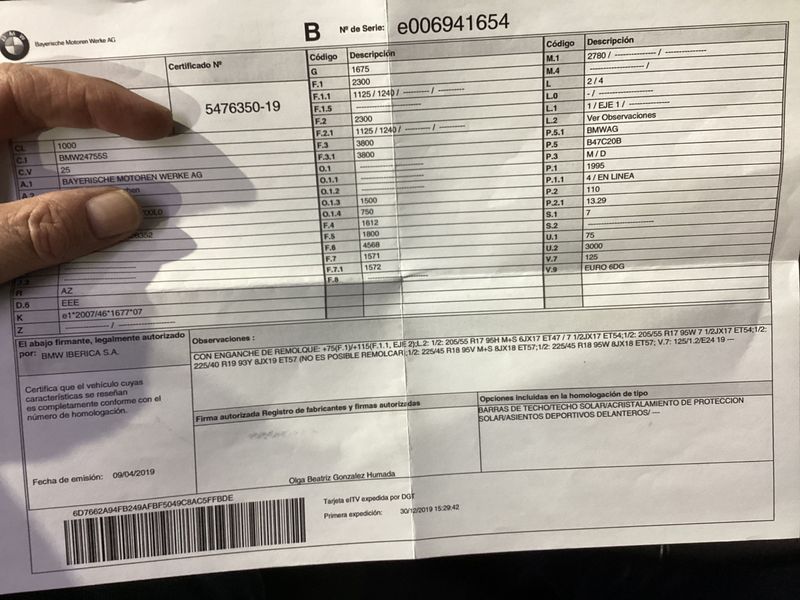 Bayerische Motoren Werke AG
B Nº de Serie: e006941654
Certificado Nº
5476350-19
CL 1000
C.I BMW24755S
C.V 25
A.1 BAYERISCHE MOTOREN WERKE AG
R AZ
D.6 EEE
K e1*2007/46*1677*07
Z ---------- / --------------------
Código Descripción
G 1675
F.1 2300
F.1.1 1125 / 1240 / ---------- / ----------
F.1.5 --------------------
F.2 2300
F.2.1 1125 / 1240 / ---------- / ----------
F.3 3800
F.3.1 3800
O.1 --------------------
O.1.1 --------------------
O.1.2 --------------------
O.1.3 1500
O.1.4 750
F.4 1612
F.5 1800
F.6 4568
F.7 1571
F.7.1 1572
F.8 --------------------
Código Descripción
M.1 2780 / -------------- / --------------
M.4 -------------------- /
L 2 / 4
L.0 - / --------------------
L.1 1 / EJE 1 / --------------
L.2 Ver Observaciones
P.5.1 BMWAG
P.5 B47C20B
P.3 M / D
P.1 1995
P.1.1 4 / EN LINEA
P.2 110
P.2.1 13.29
S.1 7
S.2 --------------------
U.1 75
U.2 3000
V.7 125
V.9 EURO 6DG
El abajo firmante, legalmente autorizado
por: BMW IBERICA S.A.
Certifica que el vehículo cuyas
características se reseñan
es completamente conforme con el
número de homologación.
Fecha de emisión: 09/04/2019
Observaciones :
CON ENGANCHE DE REMOLQUE: +75(F.1)/+115(F.1.1, EJE 2);L.2: 1/2: 205/55 R17 95H M+S 6JX17 ET47 / 7 1/2JX17 ET54;1/2: 205/55 R17 95W 7 1/2JX17 ET54;1/2:
225/40 R19 93Y 8JX19 ET57 (NO ES POSIBLE REMOLCAR);1/2: 225/45 R18 95V M+S 8JX18 ET57;1/2: 225/45 R18 95W 8JX18 ET57; V.7: 125/1.2/E24 19 ---
Firma autorizada Registro de fabricantes y firmas autorizadas
Olga Beatriz Gonzalez Humada
Opciones incluidas en la homologación de tipo
BARRAS DE TECHO/TECHO SOLAR/ACRISTALAMIENTO DE PROTECCION
SOLAR/ASIENTOS DEPORTIVOS DELANTEROS/ ---
6D7662A94FB249AFBF5049C8AC5FFBDE
Tarjeta eITV expedida por DGT
Primera expedición: 30/12/2019 15:29:42